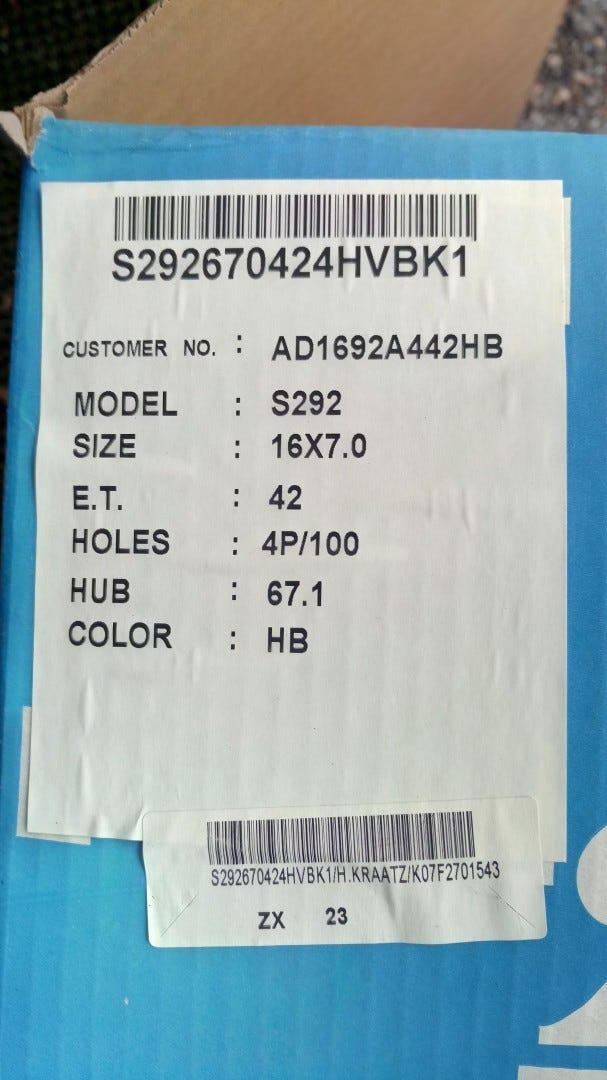 S292670424HVBK1
CUSTOMER NO. : AD1692A442HB
MODEL : S292
SIZE : 16X7.0
E.T. : 42
HOLES : 4P/100
HUB : 67.1
COLOR : HB
S292670424HVBK1/H.KRAATZ/K07F2701543
ZX 23